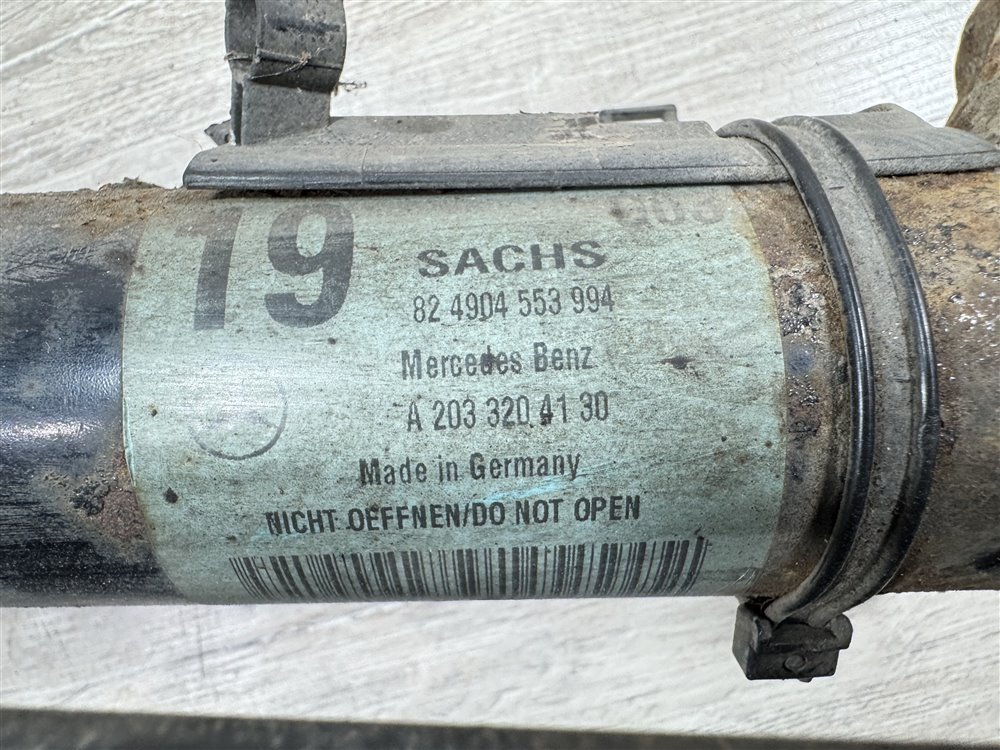 19
SACHS
82 4904 553 994
Mercedes Benz
A 203 320 41 30
Made in Germany
NICHT OEFFNEN/DO NOT OPEN